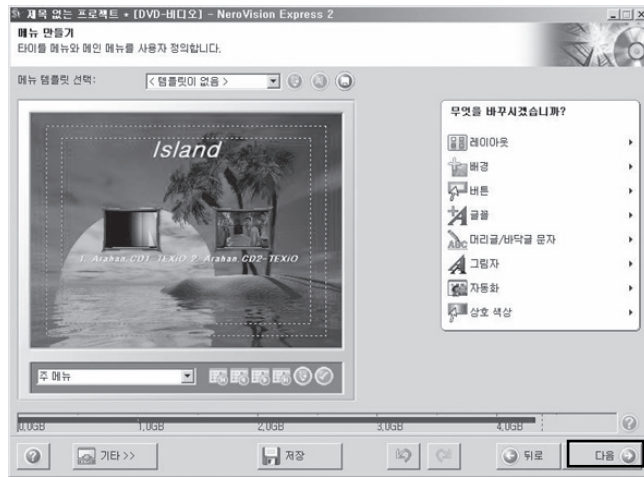 제목 없는 프로젝트 * [DVD-비디오] - NeroVision Express 2
메뉴 만들기
타이틀 메뉴와 메인 메뉴를 사용자 정의합니다.
메뉴 템플릿 선택:
< 템플릿이 없음 >
무엇을 바꾸시겠습니까?
레이아웃
배경
버튼
글꼴
머리글/바닥글 문자
그림자
자동화
상호 색상
Island
1. Arahan.CD1-TEXiO 2. Arahan.CD2-TEXiO
주 메뉴
0.0GB 1.0GB 2.0GB 3.0GB 4.0GB
기타 >>
저장
뒤로
다음